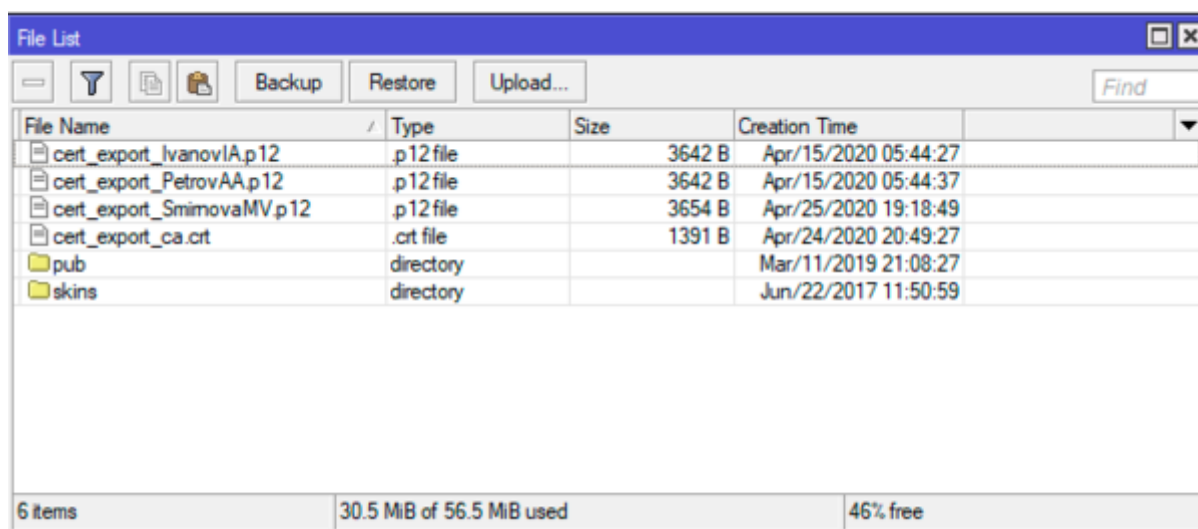 File List
Backup Restore Upload... Find
File Name Type Size Creation Time
cert_export_IvanovIA.p12 .p12 file 3642 B Apr/15/2020 05:44:27
cert_export_PetrovAA.p12 .p12 file 3642 B Apr/15/2020 05:44:37
cert_export_SmirnovaMV.p12 .p12 file 3654 B Apr/25/2020 19:18:49
cert_export_ca.crt .crt file 1391 B Apr/24/2020 20:49:27
pub directory Mar/11/2019 21:08:27
skins directory Jun/22/2017 11:50:59
6 items 30.5 MiB of 56.5 MiB used 46% free